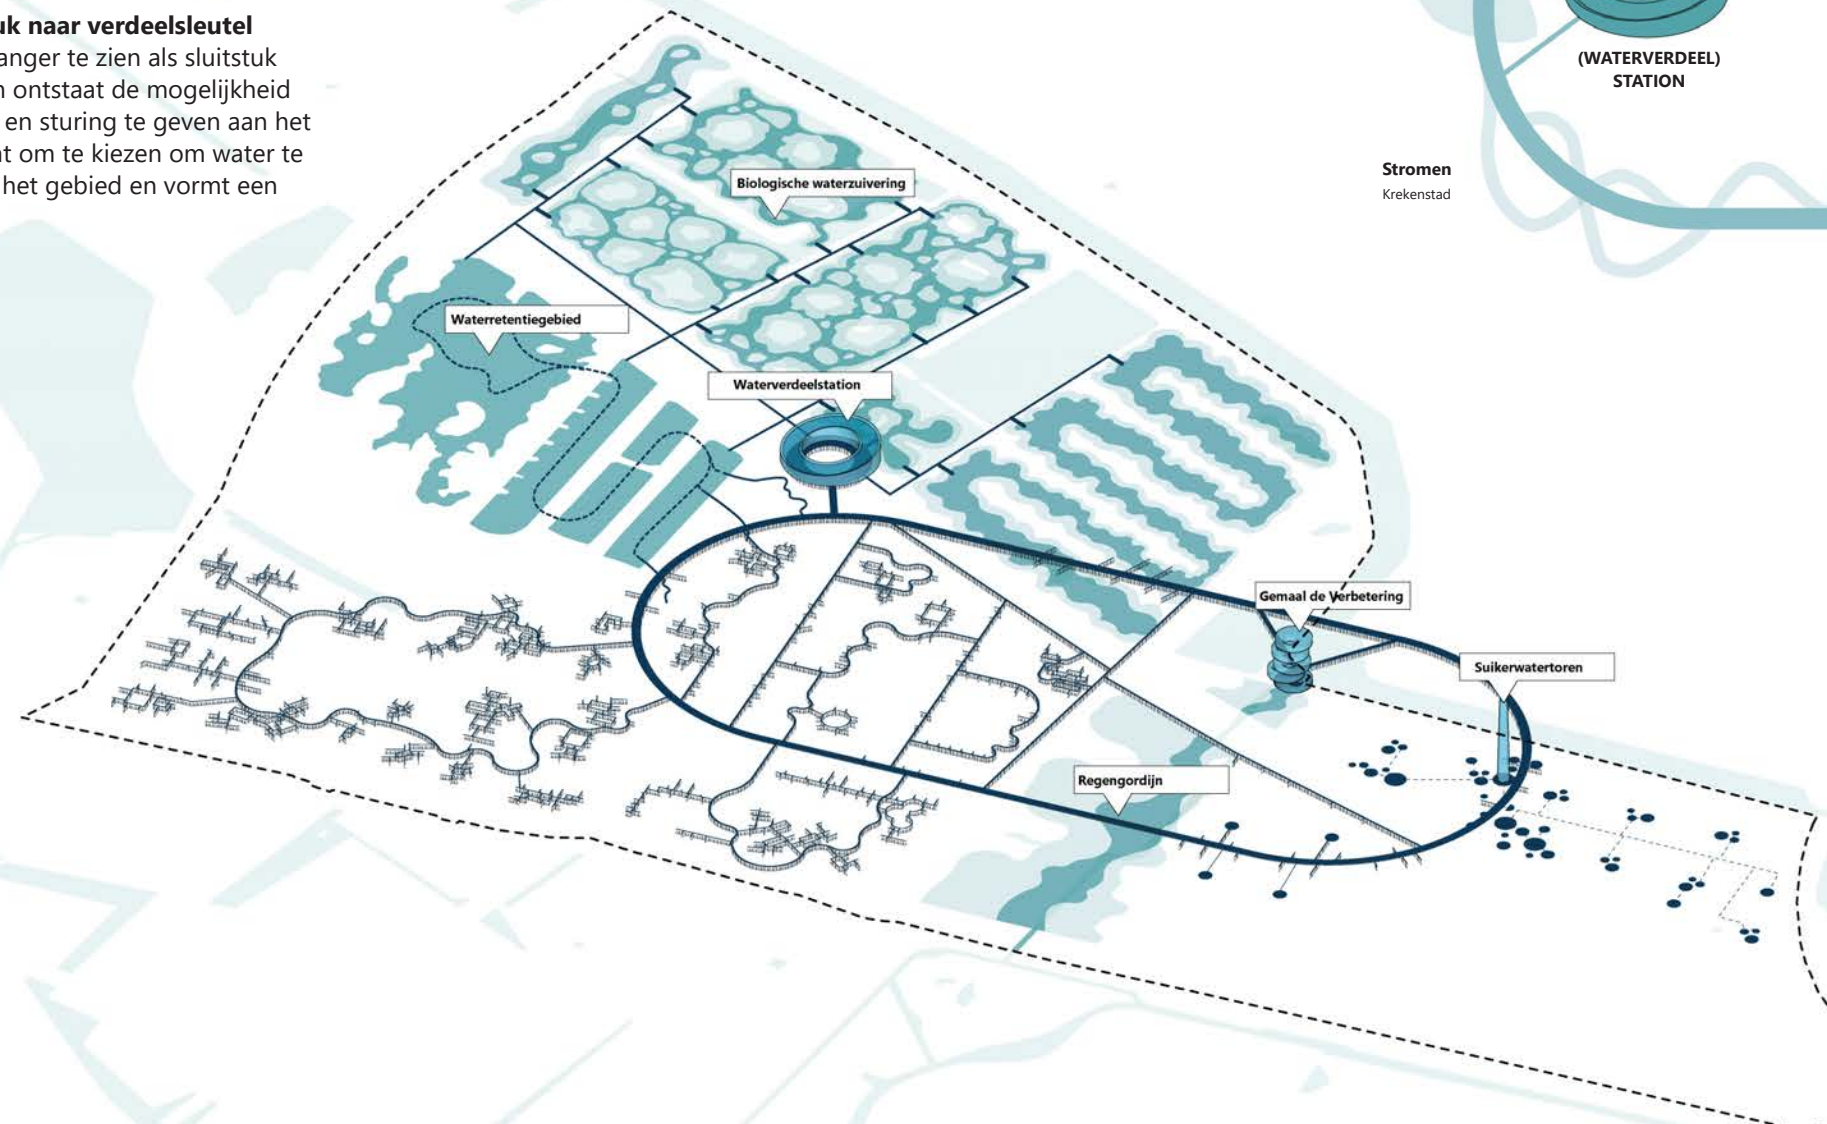 uk naar verdeelsleutel
anger te zien als sluitstuk
n ontstaat de mogelijkheid
en sturing te geven aan het
nt om te kiezen om water te
het gebied en vormt een
(WATERVERDEEL)
STATION
Stromen
Krekenstad
Biologische waterzuivering
Waterretentiegebied
Waterverdeelstation
Gemaal de Verbetering
Suikerwatertoren
Regengordijn